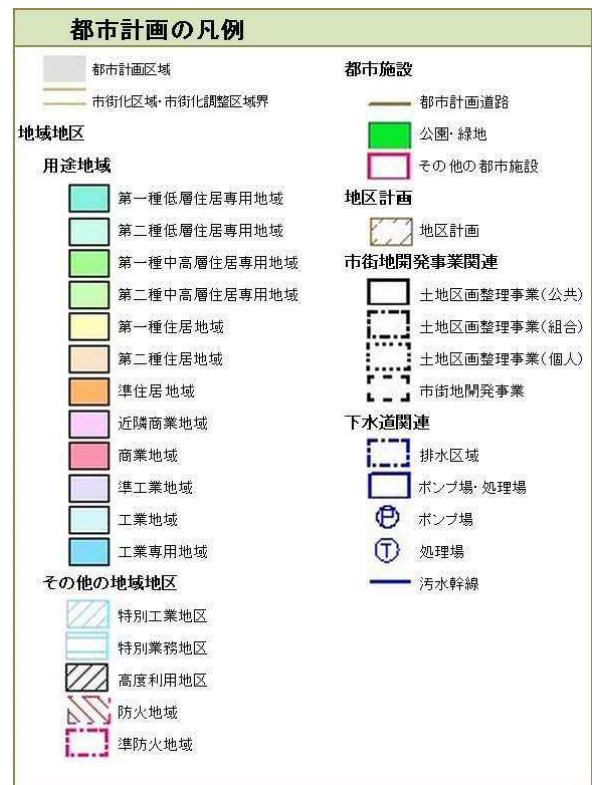 都市計画の凡例
都市計画区域
市街化区域・市街化調整区域界
地域地区
用途地域
第一種低層住居専用地域
第二種低層住居専用地域
第一種中高層住居専用地域
第二種中高層住居専用地域
第一種住居地域
第二種住居地域
準住居地域
近隣商業地域
商業地域
準工業地域
工業地域
工業専用地域
その他の地域地区
特別工業地区
特別業務地区
高度利用地区
防火地域
準防火地域
都市施設
都市計画道路
公園・緑地
その他の都市施設
地区計画
地区計画
市街地開発事業関連
土地区画整理事業(公共)
土地区画整理事業(組合)
土地区画整理事業(個人)
市街地開発事業
下水道関連
排水区域
ポンプ場・処理場
P ポンプ場
T 処理場
汚水幹線